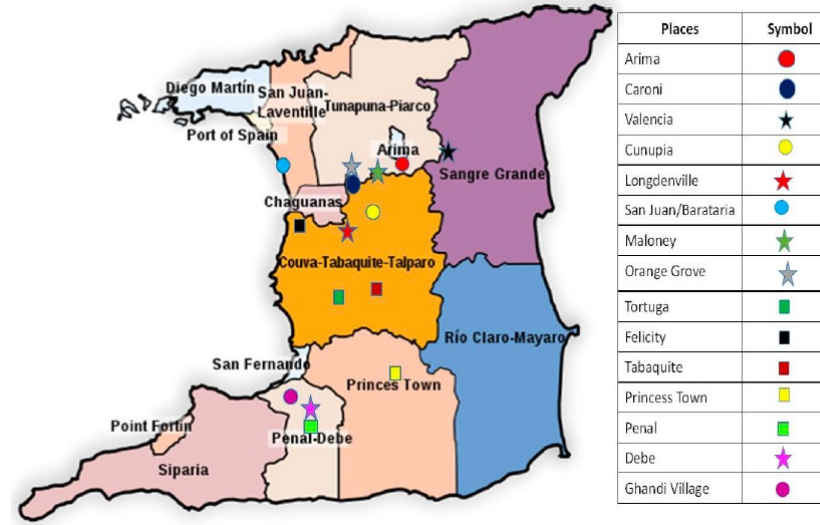 Diego Martín
San Juan-
Laventille
Tunapuna-Piarco
Port of Spain
Arima
Sangre Grande
Chaguanas
Couva-Tabaquite-Talparo
Río Claro-Mayaro
San Fernando
Princes Town
Point Fortin
Penal-Debe
Siparia
Places Symbol
Arima
Caroni
Valencia
Cunupia
Longdenville
San Juan/Barataria
Maloney
Orange Grove
Tortuga
Felicity
Tabaquite
Princess Town
Penal
Debe
Ghandi Village